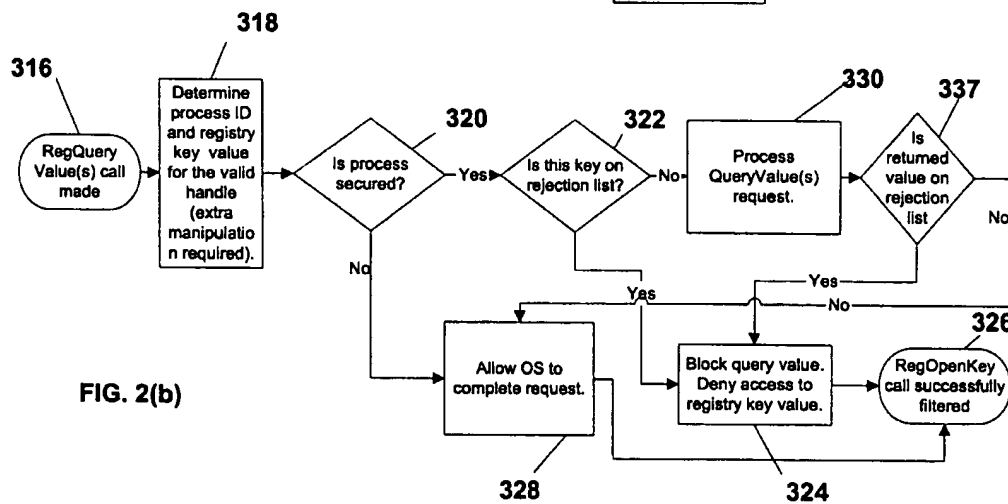 318
316
330
337
320
322
RegQuery
Value(s) call
made
Determine
process ID
and registry
key value
for the valid
handle
(extra
manipulatio
n required).
Is process
secured?
Yes
Is this key on
rejection list?
No
Process
QueryValue(s)
request.
Is
returned
value on
rejection
list
No
No
Yes
Yes
No
326
Allow OS to
complete request.
Block query value.
Deny access to
registry key value.
RegOpenKey
call successfully
filtered
FIG. 2(b)
328
324